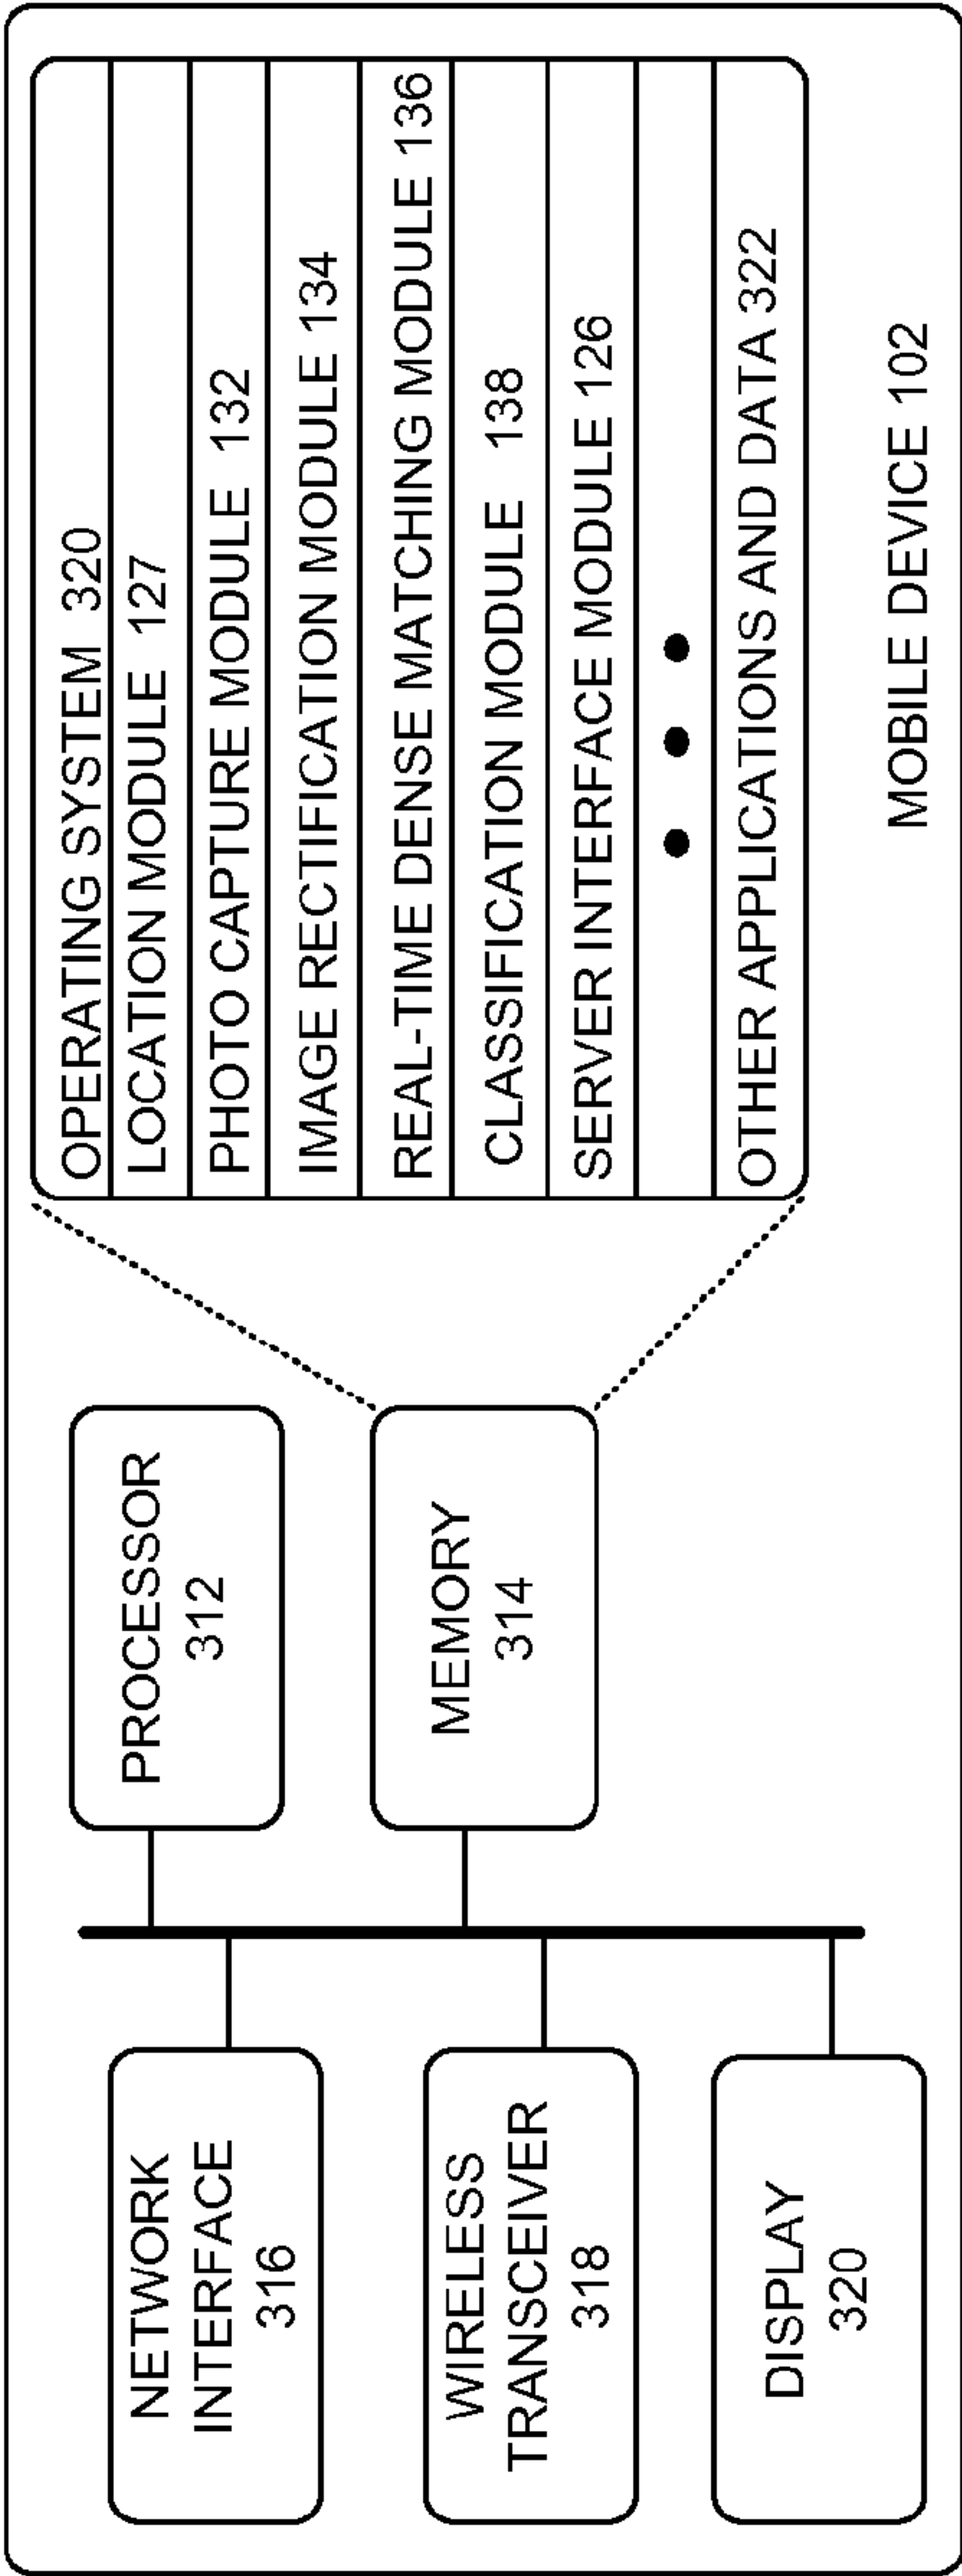 NETWORK
INTERFACE
316
WIRELESS
TRANSCEIVER
318
DISPLAY
320
PROCESSOR
312
MEMORY
314
OPERATING SYSTEM 320
LOCATION MODULE 127
PHOTO CAPTURE MODULE 132
IMAGE RECTIFICATION MODULE 134
REAL-TIME DENSE MATCHING MODULE 136
CLASSIFICATION MODULE 138
SERVER INTERFACE MODULE 126
OTHER APPLICATIONS AND DATA 322
MOBILE DEVICE 102